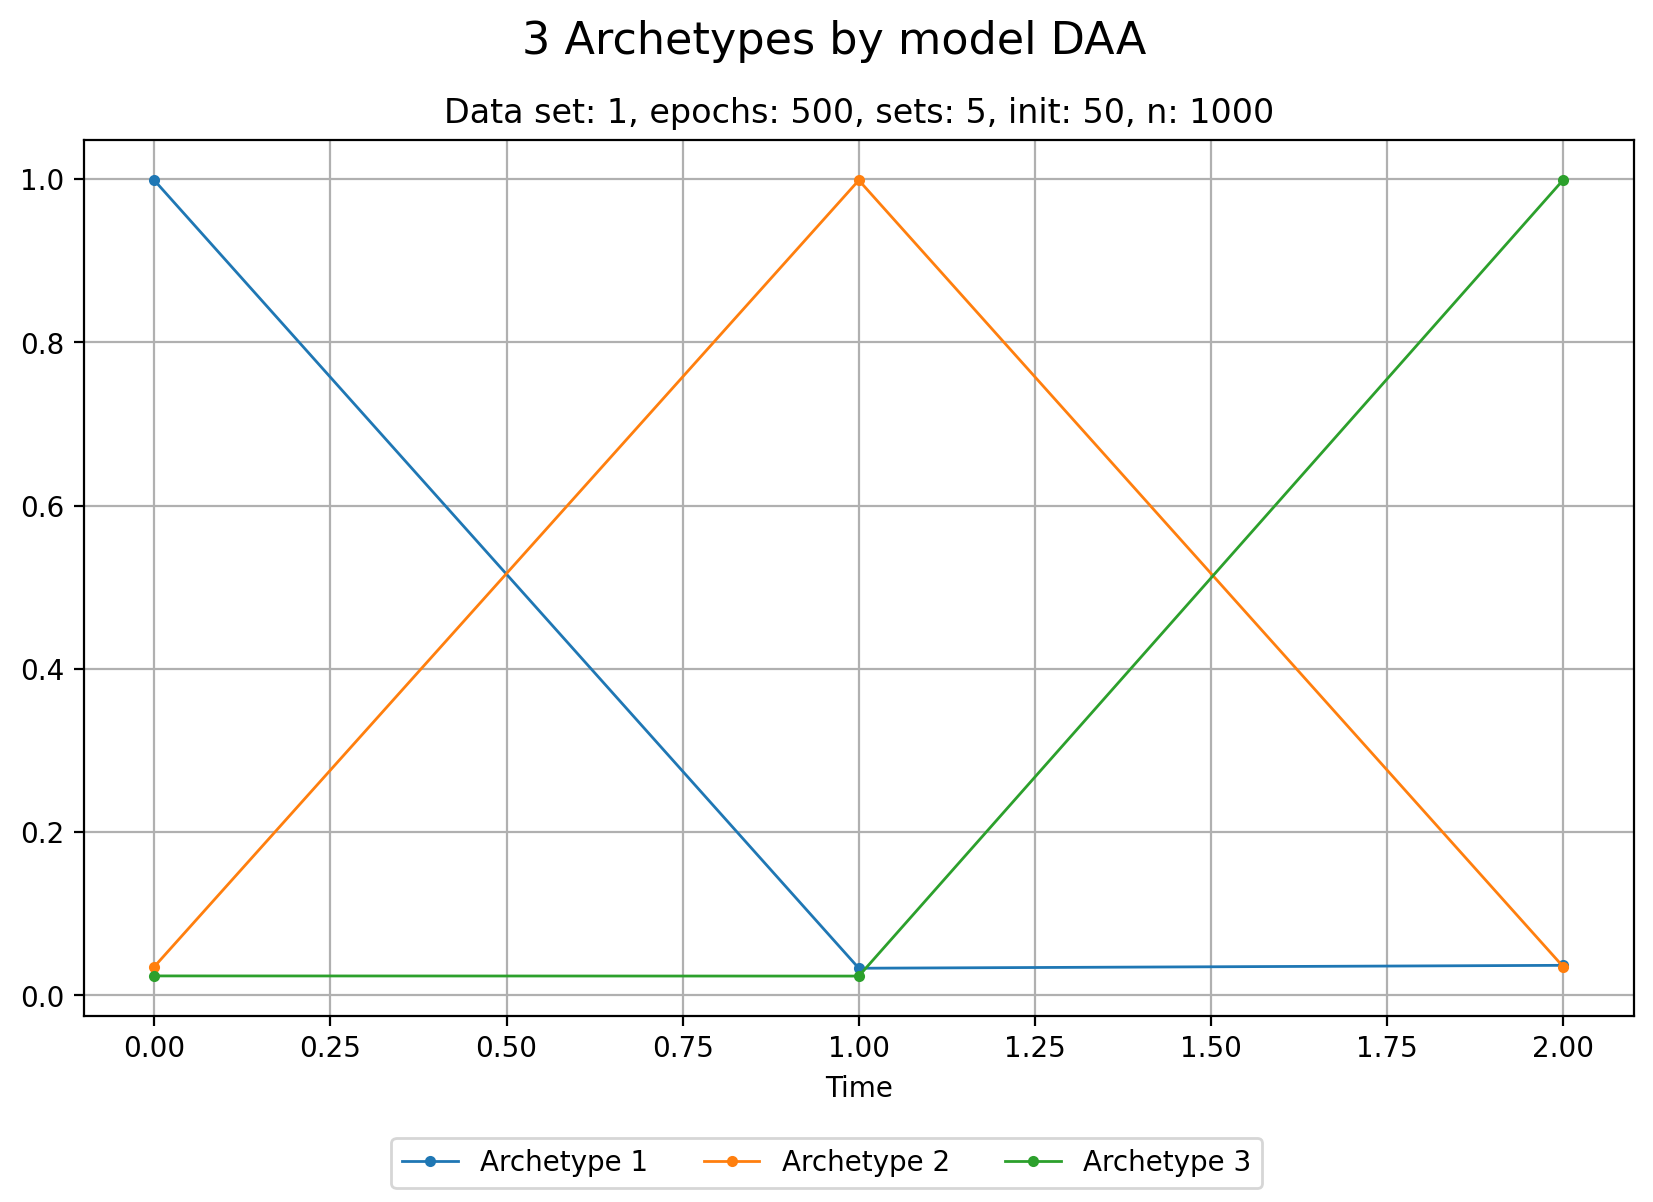 3 Archetypes by model DAA
Data set: 1, epochs: 500, sets: 5, init: 50, n: 1000
1.0
0.8
0.6
0.4
0.2
0.0
0.00 0.25 0.50 0.75 1.00 1.25 1.50 1.75 2.00
Time
Archetype 1 Archetype 2 Archetype 3